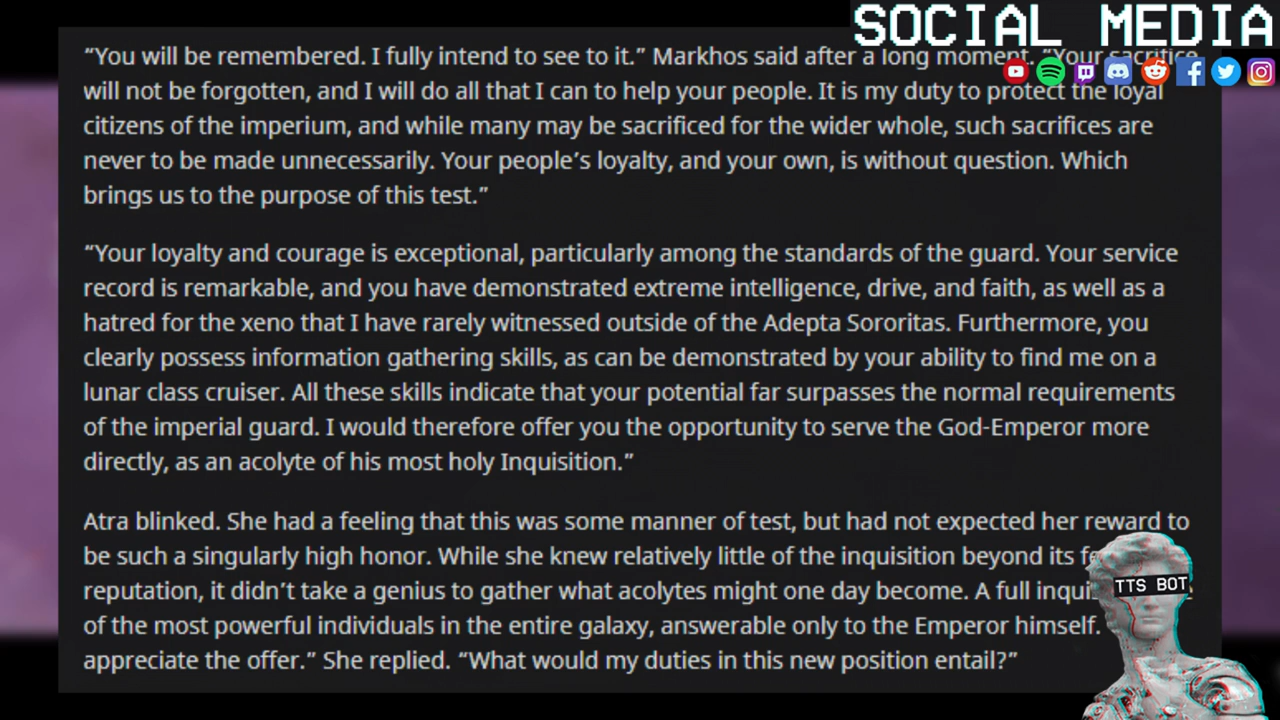 SOCIAL MEDIA
“You will be remembered. I fully intend to see to it.” Markhos said after a long moment. “Your sacrifice
will not be forgotten, and I will do all that I can to help your people. It is my duty to protect the loyal
citizens of the imperium, and while many may be sacrificed for the wider whole, such sacrifices are
never to be made unnecessarily. Your people’s loyalty, and your own, is without question. Which
brings us to the purpose of this test.”
“Your loyalty and courage is exceptional, particularly among the standards of the guard. Your service
record is remarkable, and you have demonstrated extreme intelligence, drive, and faith, as well as a
hatred for the xeno that I have rarely witnessed outside of the Adepta Sororitas. Furthermore, you
clearly possess information gathering skills, as can be demonstrated by your ability to find me on a
lunar class cruiser. All these skills indicate that your potential far surpasses the normal requirements
of the imperial guard. I would therefore offer you the opportunity to serve the God-Emperor more
directly, as an acolyte of his most holy Inquisition.”
Atra blinked. She had a feeling that this was some manner of test, but had not expected her reward to
be such a singularly high honor. While she knew relatively little of the inquisition beyond its
reputation, it didn’t take a genius to gather what acolytes might one day become. A full
of the most powerful individuals in the entire galaxy, answerable only to the Emperor himself.
appreciate the offer.” She replied. “What would my duties in this new position entail?”
TTS BOT